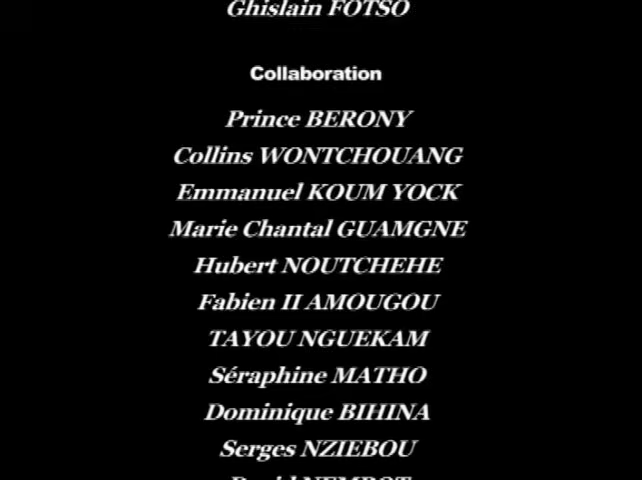 Ghislain FOTSO
Collaboration
Prince BERONY
Collins WONTCHOUANG
Emmanuel KOUM YOCK
Marie Chantal GUAMGNE
Hubert NOUTCHEHE
Fabien II AMOUGOU
TAYOU NGUEKAM
Séraphine MATHO
Dominique BIHINA
Serges NZIEBOU